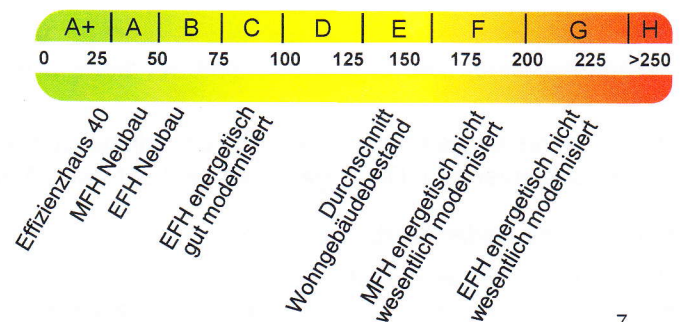 A+ A B C D E F G H
0 25 50 75 100 125 150 175 200 225 >250
Effizienzhaus 40
MFH Neubau
EFH Neubau
EFH energetisch
gut modernisiert
Durchschnitt
Wohngebäudebestand
MFH energetisch nicht
wesentlich modernisiert
EFH energetisch nicht
wesentlich modernisiert
7